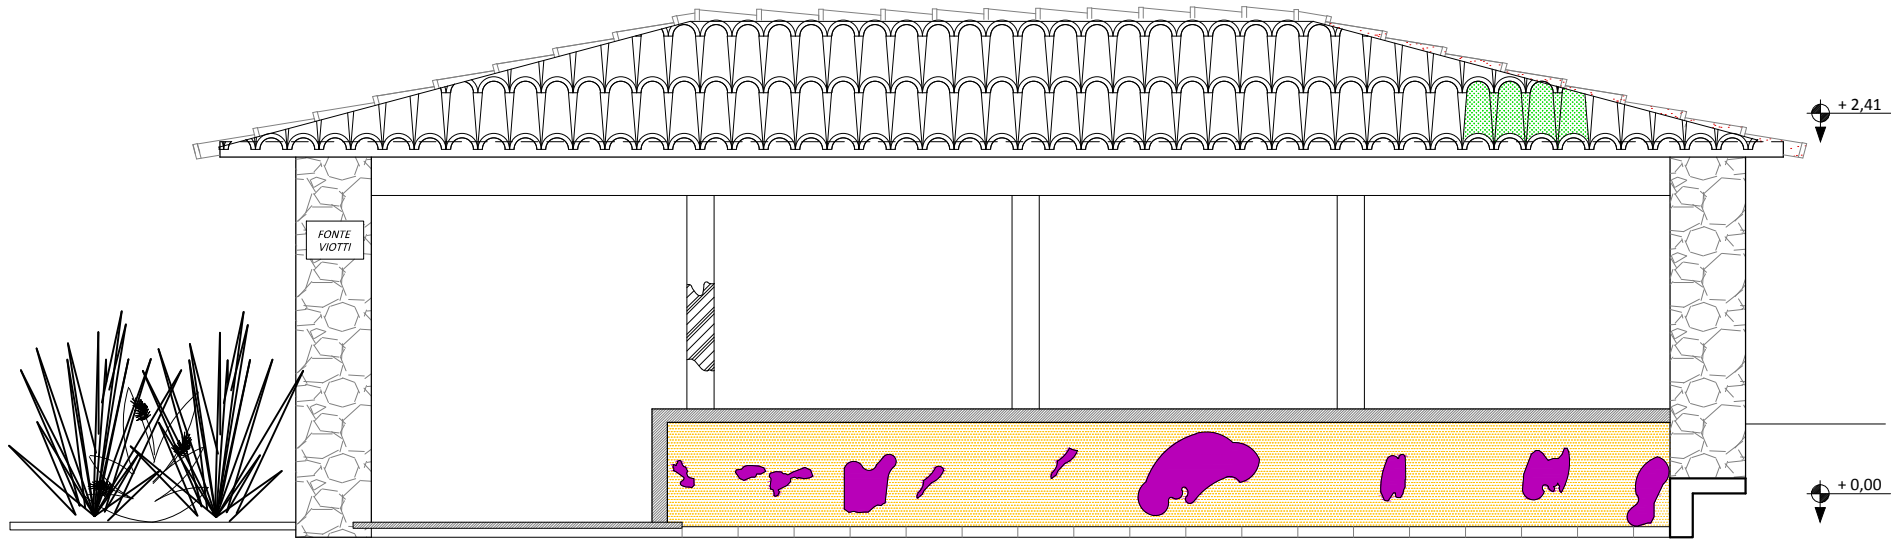 + 2,41
FONTE
VIOTTI
+ 0,00